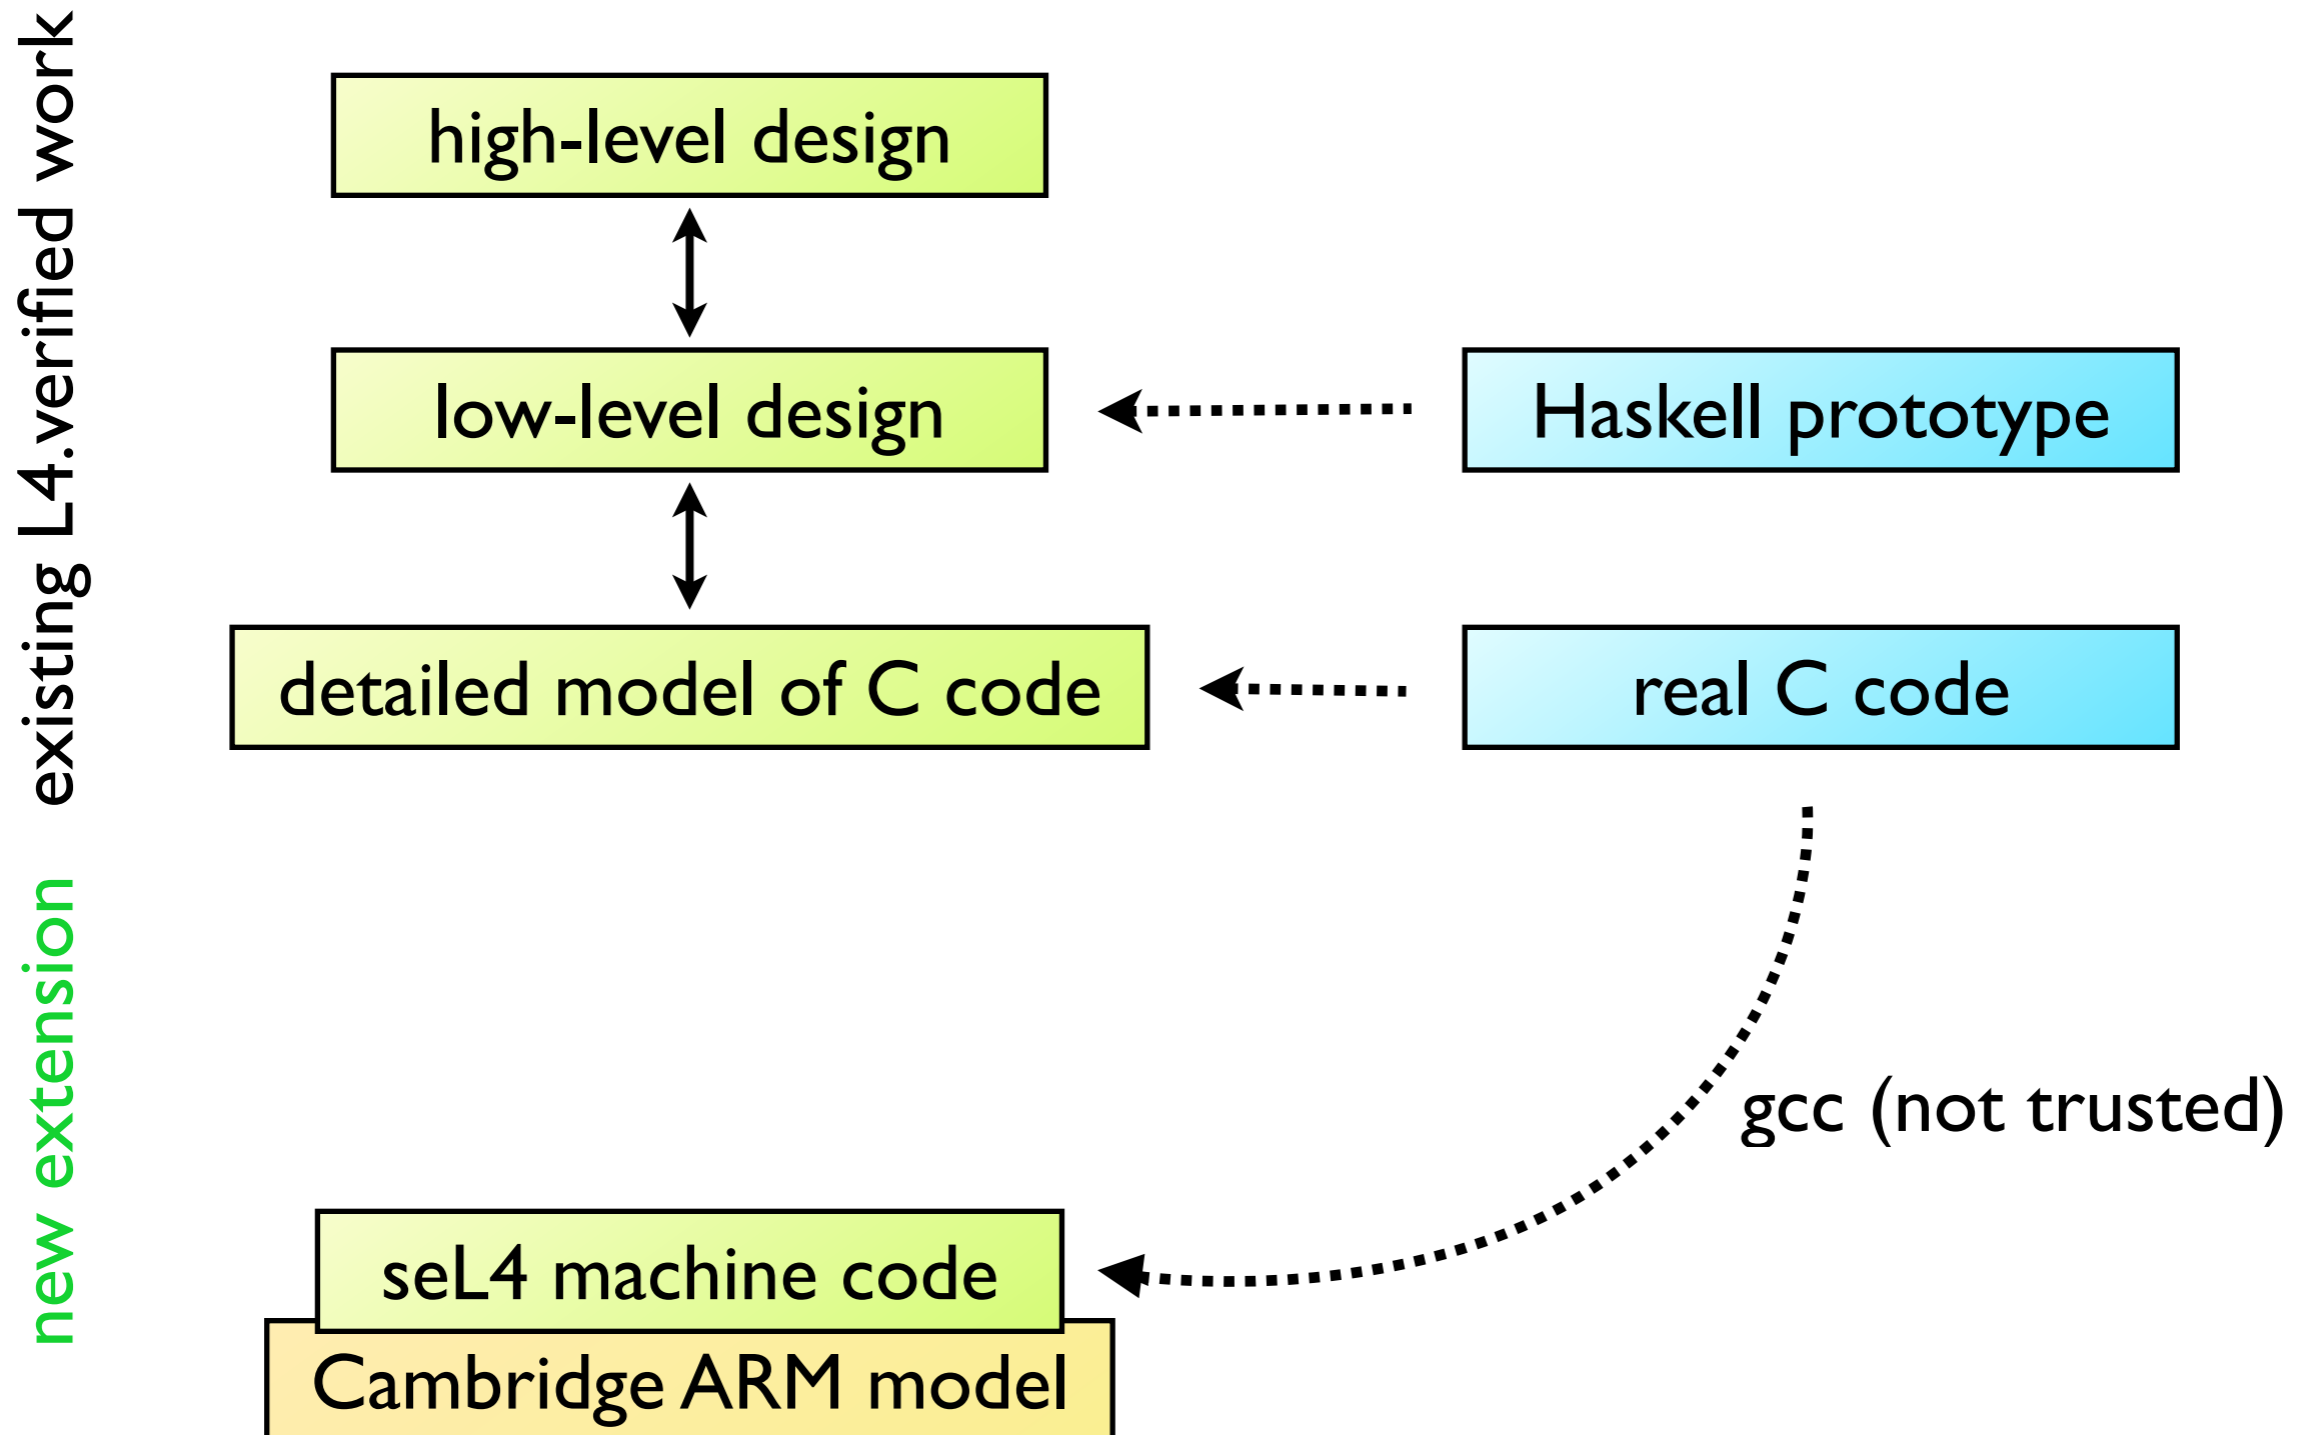 existing L4.verified work
new extension
high-level design
low-level design
Haskell prototype
detailed model of C code
real C code
gcc (not trusted)
seL4 machine code
Cambridge ARM model